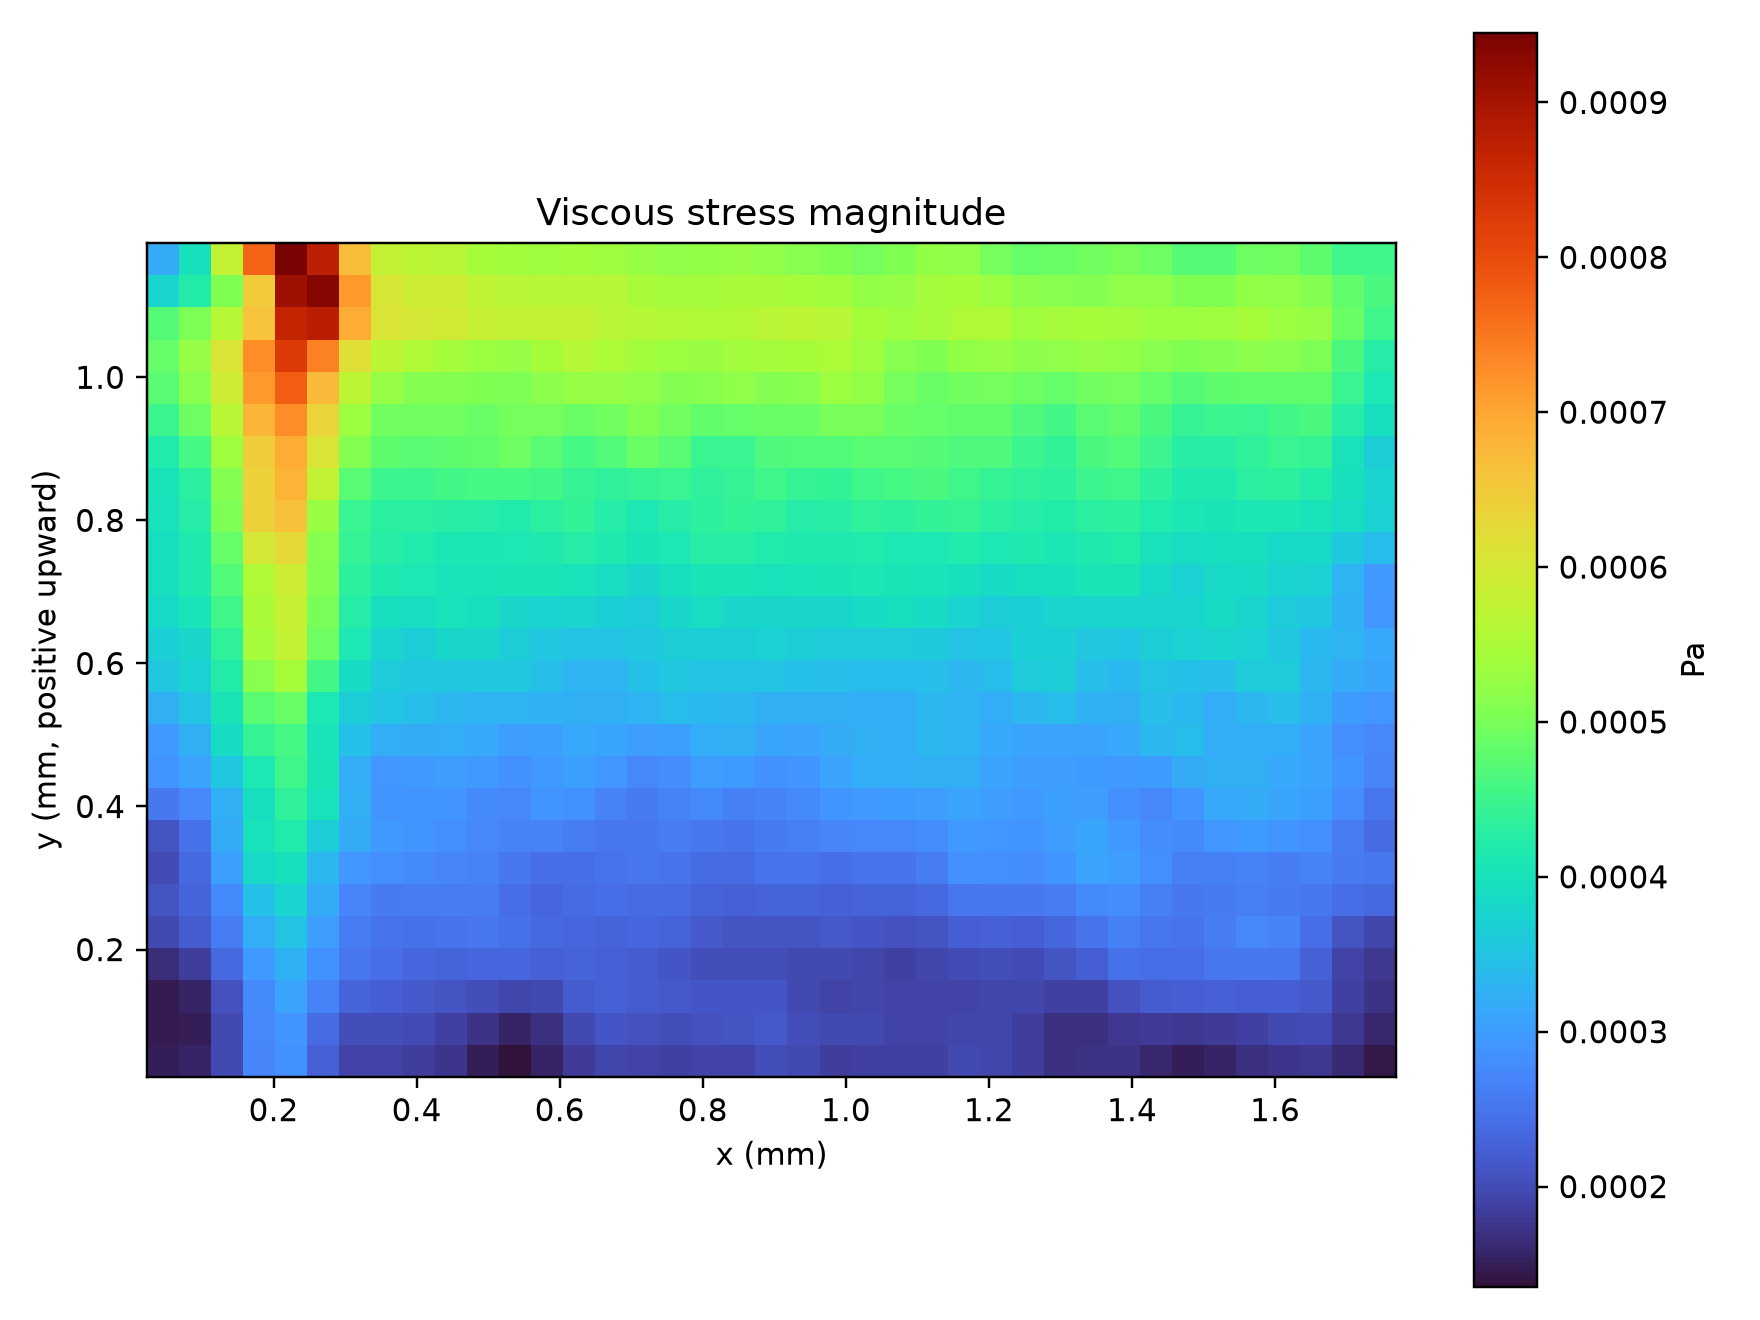 Viscous stress magnitude
y (mm, positive upward)
1.0
0.8
0.6
0.4
0.2
0.2 0.4 0.6 0.8 1.0 1.2 1.4 1.6
x (mm)
0.0009
0.0008
0.0007
0.0006
0.0005
0.0004
0.0003
0.0002
Pa